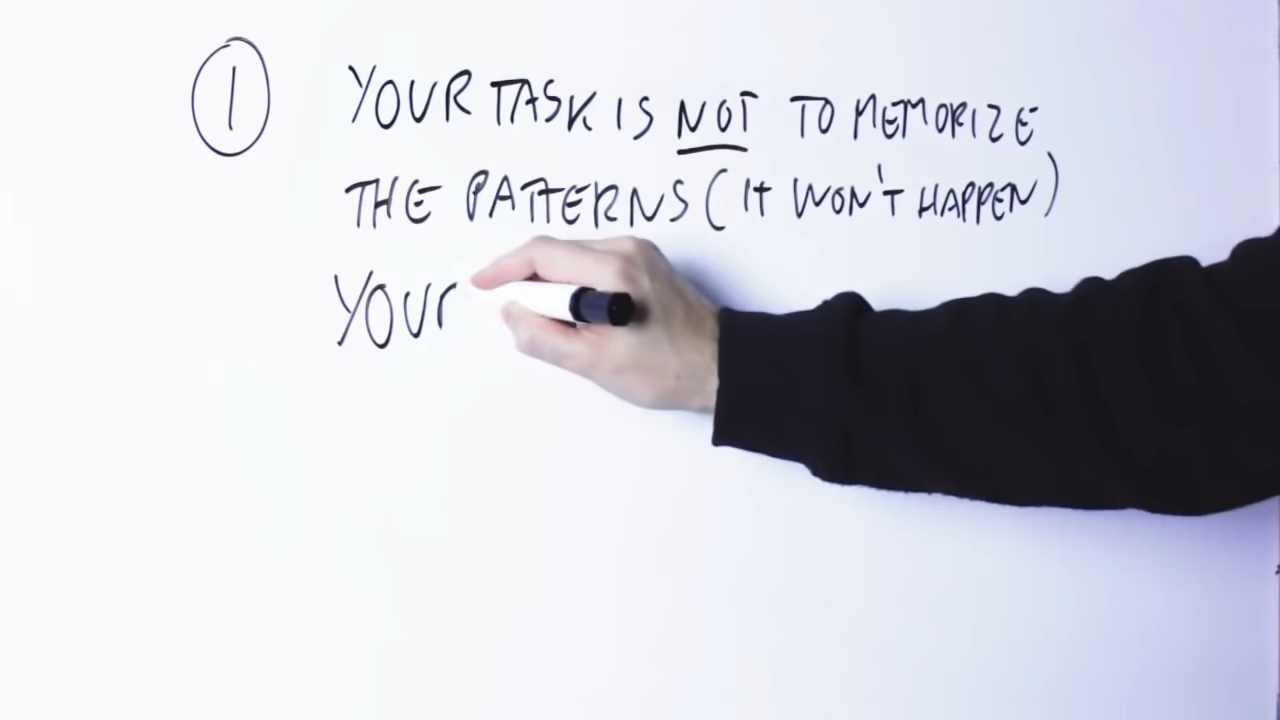 1 YOUR TASK IS NOT TO MEMORIZE
THE PATTERNS (IT WON'T HAPPEN)
YOUR